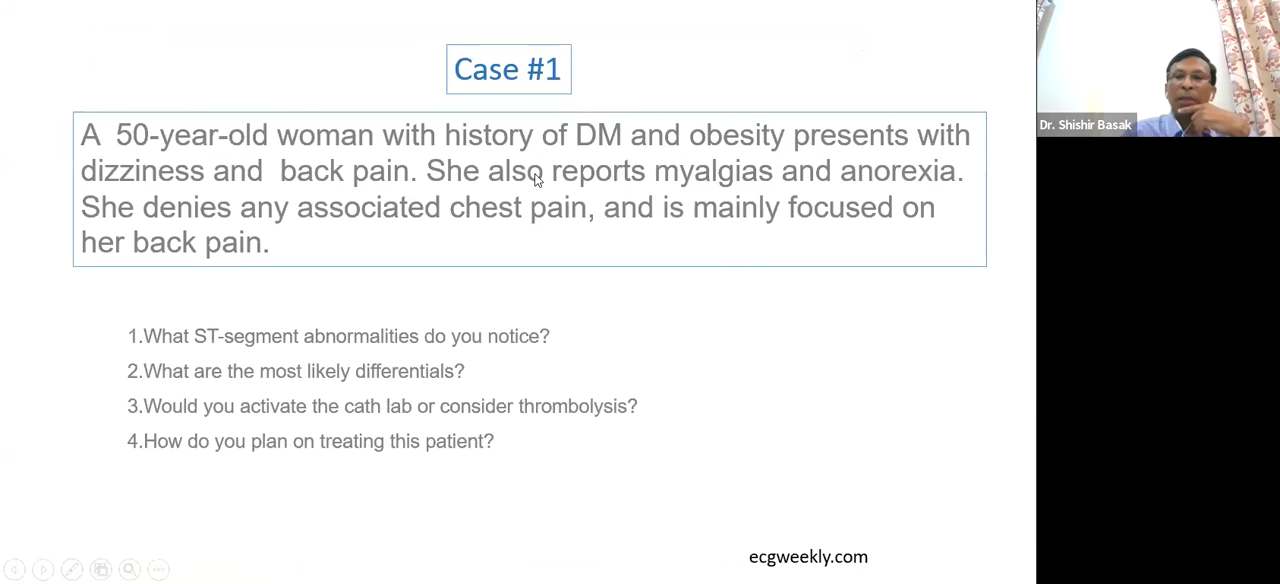 Case #1
A 50-year-old woman with history of DM and obesity presents with
dizziness and back pain. She also reports myalgias and anorexia.
She denies any associated chest pain, and is mainly focused on
her back pain.
1.What ST-segment abnormalities do you notice?
2.What are the most likely differentials?
3.Would you activate the cath lab or consider thrombolysis?
4.How do you plan on treating this patient?
ecgweekly.com
Dr. Shishir Basak